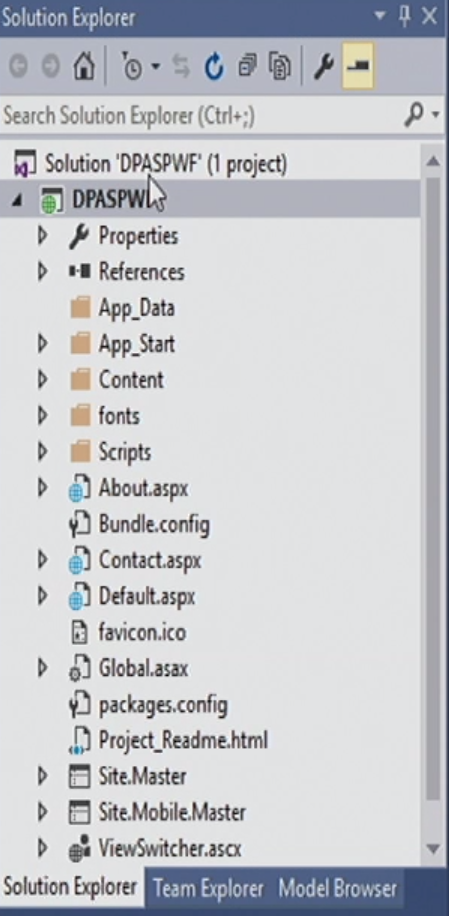 Solution Explorer
Search Solution Explorer (Ctrl+;)
Solution 'DPASPWF' (1 project)
Properties
References
App_Data
App_Start
Content
fonts
Scripts
About.aspx
Bundle.config
Contact.aspx
Default.aspx
favicon.ico
Global.asax
packages.config
Project_Readme.html
Site.Master
Site.Mobile.Master
ViewSwitcher.ascx
Solution Explorer Team Explorer Model Browser